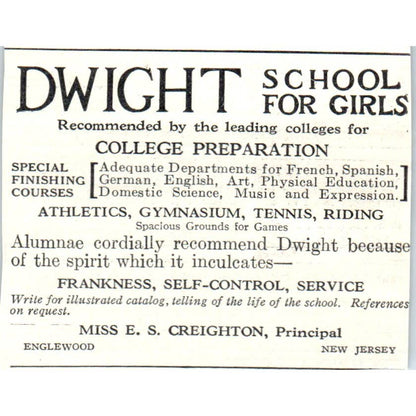 DWIGHT SCHOOL
FOR GIRLS
Recommended by the leading colleges for
COLLEGE PREPARATION
SPECIAL
FINISHING
COURSES
[Adequate Departments for French, Spanish,
German, English, Art, Physical Education,
Domestic Science, Music and Expression.]
ATHLETICS, GYMNASIUM, TENNIS, RIDING
Spacious Grounds for Games
Alumnae cordially recommend Dwight because
of the spirit which it inculcates—
FRANKNESS, SELF-CONTROL, SERVICE
Write for illustrated catalog, telling of the life of the school. References
on request.
MISS E. S. CREIGHTON, Principal
ENGLEWOOD NEW JERSEY